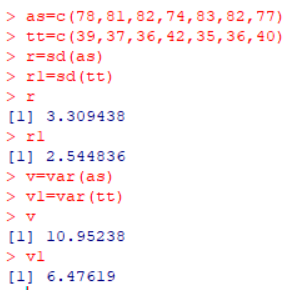 > as=c(78,81,82,74,83,82,77)
> tt=c(39,37,36,42,35,36,40)
> r=sd(as)
> r1=sd(tt)
> r
[1] 3.309438
> r1
[1] 2.544836
> v=var(as)
> v1=var(tt)
> v
[1] 10.95238
> v1
[1] 6.47619